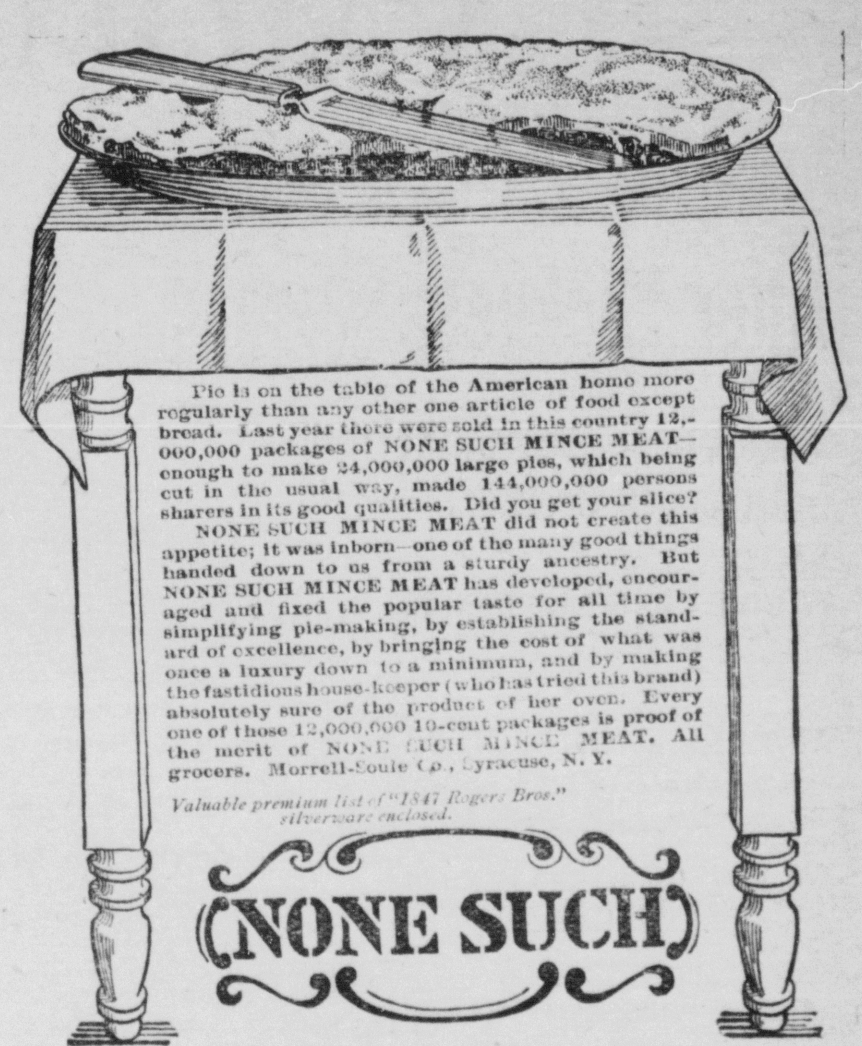 Pie is on the table of the American home more
regularly than any other one article of food except
bread. Last year there were sold in this country 12,-
000,000 packages of NONE SUCH MINCE MEAT—
enough to make 24,000,000 large pies, which being
cut in the usual way, made 144,000,000 persons
sharers in its good qualities. Did you get your slice?
NONE SUCH MINCE MEAT did not create this
appetite; it was inborn—one of the many good things
handed down to us from a sturdy ancestry. But
NONE SUCH MINCE MEAT has developed, encour-
aged and fixed the popular taste for all time by
simplifying pie-making, by establishing the stand-
ard of excellence, by bringing the cost of what was
once a luxury down to a minimum, and by making
the fastidious house-keeper (who has tried this brand)
absolutely sure of the product of her oven. Every
one of those 12,000,000 10-cent packages is proof of
the merit of NONE SUCH MINCE MEAT. All
grocers. Morrell-Soule Co., Syracuse, N. Y.
Valuable premium list of "1847 Rogers Bros."
silverware enclosed.
NONE SUCH